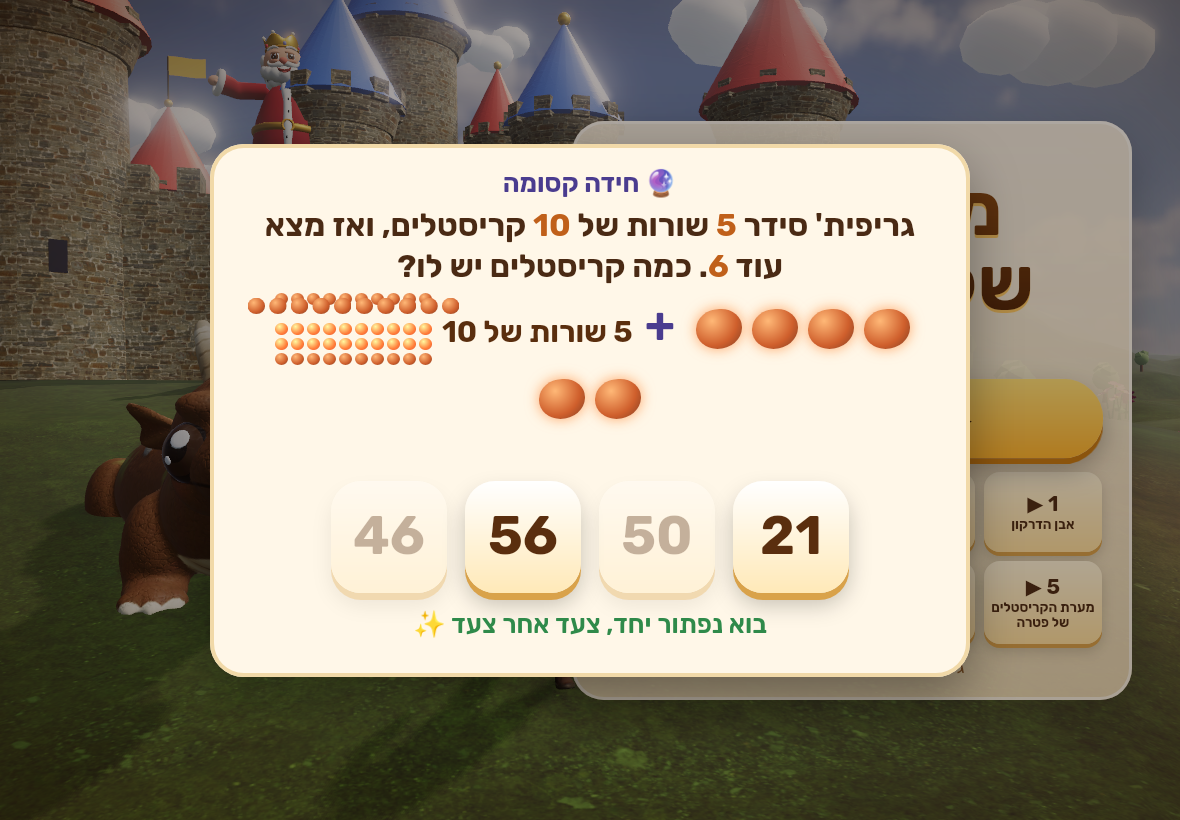 🔮 חידה קסומה
גריפית' סידר 5 שורות של 10 קריסטלים, ואז מצא
עוד 6. כמה קריסטלים יש לו?
+ 5 שורות של 10
21 50 56 46
בוא נפתור יחד, צעד אחר צעד ✨
1 ▶
אבן הדרקון
5 ▶
מערת הקריסטלים
של פטרה